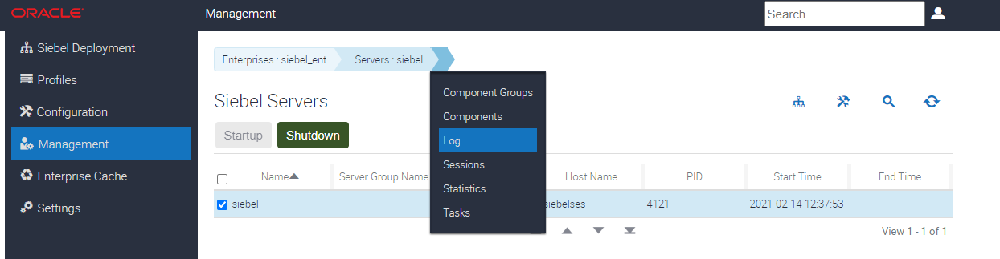 ORACLE
Management
Search
Siebel Deployment
Profiles
Configuration
Management
Enterprise Cache
Settings
Enterprises : siebel_ent
Servers : siebel
Component Groups
Components
Log
Sessions
Statistics
Tasks
Siebel Servers
Startup
Shutdown
Name Server Group Name Host Name PID Start Time End Time
siebel siebelses 4121 2021-02-14 12:37:53
View 1 - 1 of 1